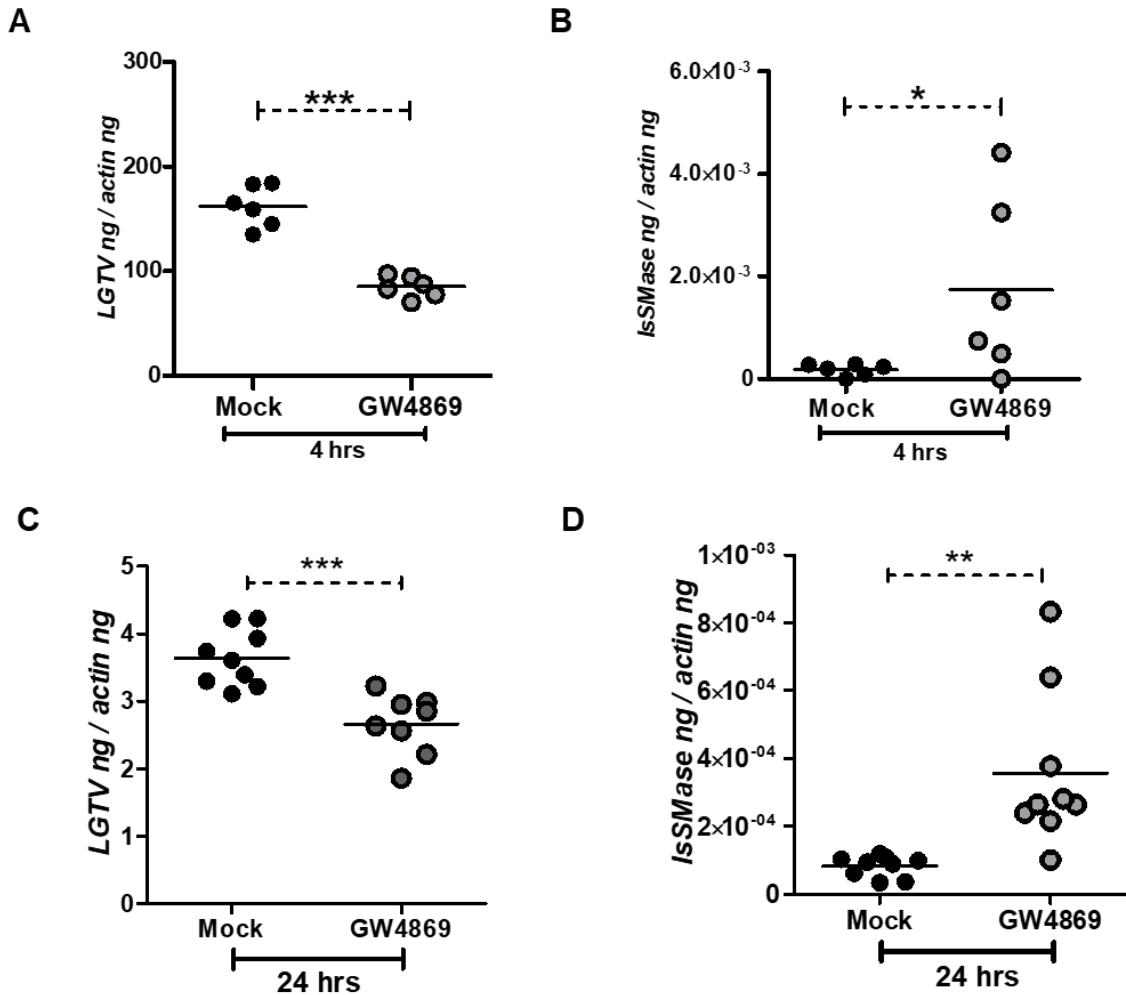 A
LGTV ng / actin ng
300
200
100
0
***
Mock GW4869
4 hrs
B
IsSMase ng / actin ng
6.0×10⁻³
4.0×10⁻³
2.0×10⁻³
0
*
Mock GW4869
4 hrs
C
LGTV ng / actin ng
5
4
3
2
1
0
***
Mock GW4869
24 hrs
D
IsSMase ng / actin ng
1×10⁻⁰³
8×10⁻⁰⁴
6×10⁻⁰⁴
4×10⁻⁰⁴
2×10⁻⁰⁴
0
**
Mock GW4869
24 hrs